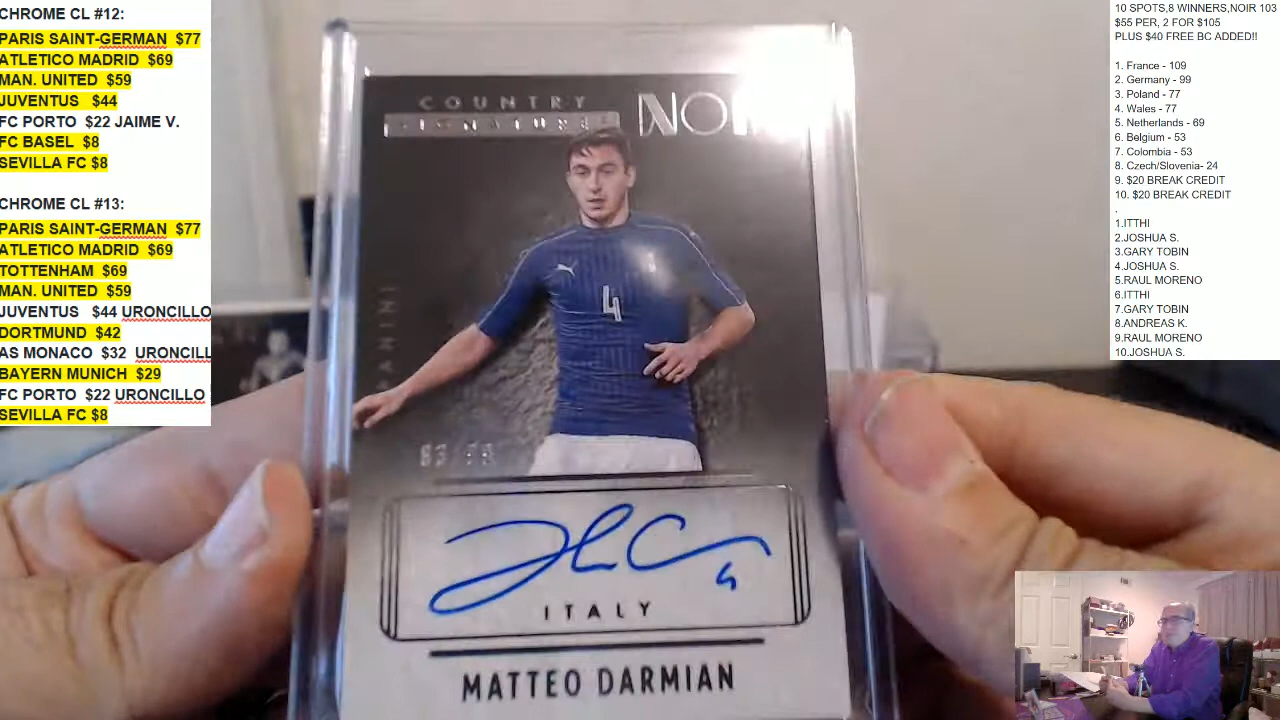 CHROME CL #12:
PARIS SAINT-GERMAN $77
ATLETICO MADRID $69
MAN. UNITED $59
JUVENTUS $44
FC PORTO $22 JAIME V.
FC BASEL $8
SEVILLA FC $8
CHROME CL #13:
PARIS SAINT-GERMAN $77
ATLETICO MADRID $69
TOTTENHAM $69
MAN. UNITED $59
JUVENTUS $44 URONCILLO
DORTMUND $42
AS MONACO $32 URONCILL
BAYERN MUNICH $29
FC PORTO $22 URONCILLO
SEVILLA FC $8
COUNTRY
SIGNATURES
PANINI
4
ITALY
MATTEO DARMIAN
10 SPOTS,8 WINNERS,NOIR 103
$55 PER, 2 FOR $105
PLUS $40 FREE BC ADDED!!
1. France - 109
2. Germany - 99
3. Poland - 77
4. Wales - 77
5. Netherlands - 69
6. Belgium - 53
7. Colombia - 53
8. Czech/Slovenia- 24
9. $20 BREAK CREDIT
10. $20 BREAK CREDIT
.
1.ITTHI
2.JOSHUA S.
3.GARY TOBIN
4.JOSHUA S.
5.RAUL MORENO
6.ITTHI
7.GARY TOBIN
8.ANDREAS K.
9.RAUL MORENO
10.JOSHUA S.